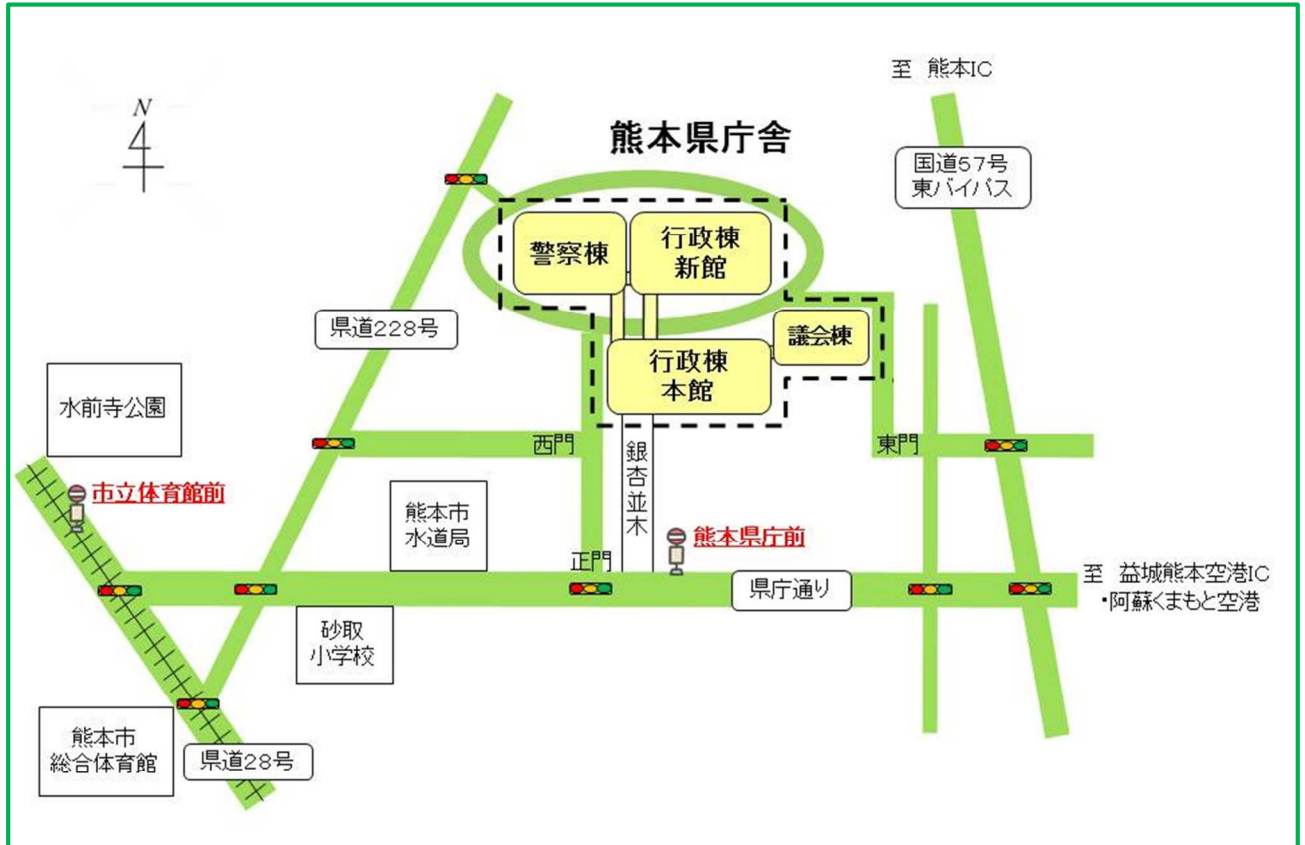 至 熊本IC
N
熊本県庁舎
国道57号
東バイパス
警察棟
行政棟
新館
県道228号
議会棟
行政棟
本館
水前寺公園
西門
東門
銀杏並木
市立体育館前
熊本市
水道局
熊本県庁前
正門
県庁通り
至 益城熊本空港IC
・阿蘇くまもと空港
砂取
小学校
熊本市
総合体育館
県道28号